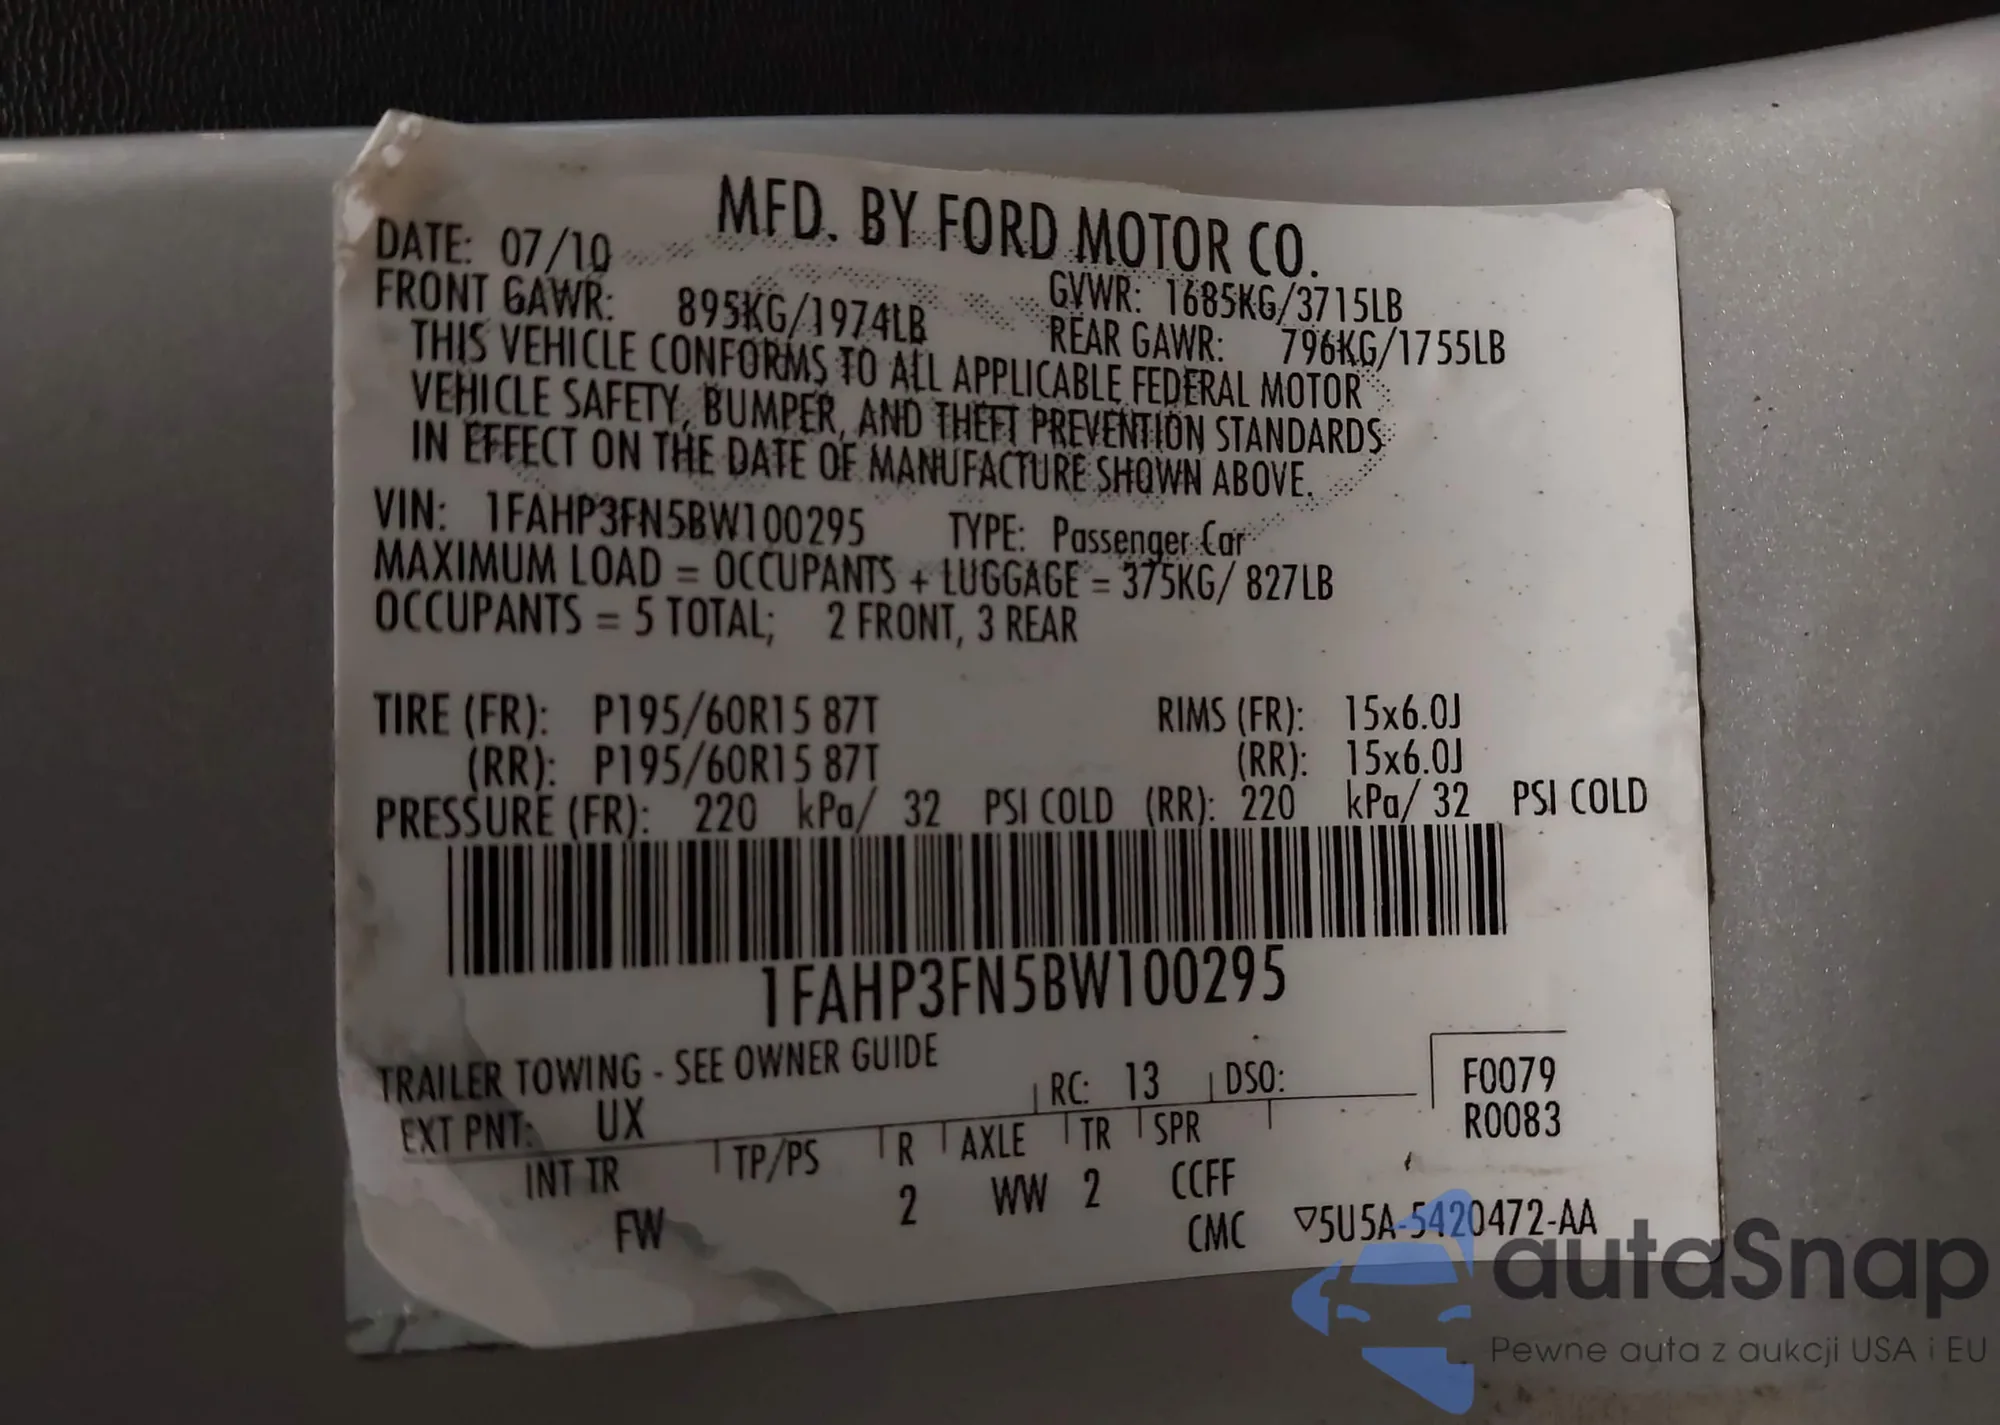 MFD. BY FORD MOTOR CO.
DATE: 07/10
FRONT GAWR: 895KG/1974LB
GVWR: 1685KG/3715LB
REAR GAWR: 796KG/1755LB
THIS VEHICLE CONFORMS TO ALL APPLICABLE FEDERAL MOTOR
VEHICLE SAFETY, BUMPER, AND THEFT PREVENTION STANDARDS
IN EFFECT ON THE DATE OF MANUFACTURE SHOWN ABOVE.
VIN: 1FAHP3FN5BW100295 TYPE: Passenger Car
MAXIMUM LOAD = OCCUPANTS + LUGGAGE = 375KG/ 827LB
OCCUPANTS = 5 TOTAL; 2 FRONT, 3 REAR
TIRE (FR): P195/60R15 87T RIMS (FR): 15x6.0J
(RR): P195/60R15 87T (RR): 15x6.0J
PRESSURE (FR): 220 kPa/ 32 PSI COLD (RR): 220 kPa/ 32 PSI COLD
1FAHP3FN5BW100295
TRAILER TOWING - SEE OWNER GUIDE
EXT PNT: UX RC: 13 DSO:
F0079
R0083
INT TR TP/PS R AXLE TR SPR
FW 2 WW 2 CCFF
CMC ▽5U5A-5420472-AA
autaSnap
Pewne auta z aukcji USA i EU